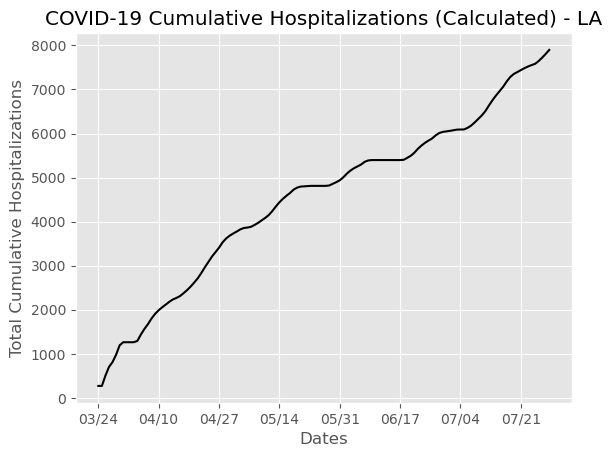 COVID-19 Cumulative Hospitalizations (Calculated) - LA
Total Cumulative Hospitalizations
8000
7000
6000
5000
4000
3000
2000
1000
0
03/24 04/10 04/27 05/14 05/31 06/17 07/04 07/21
Dates